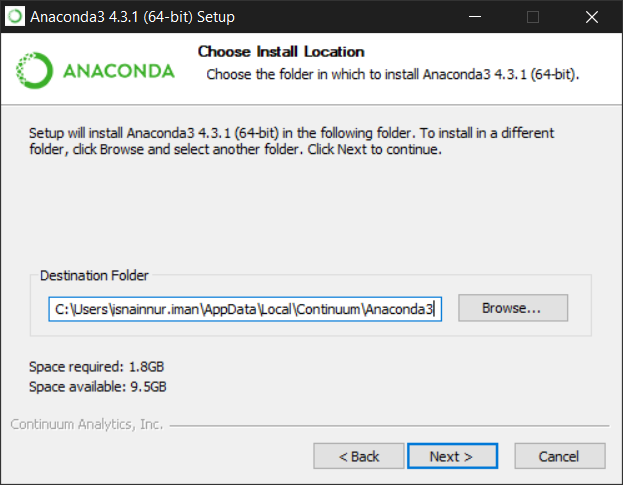 Anaconda3 4.3.1 (64-bit) Setup
Choose Install Location
ANACONDA
Choose the folder in which to install Anaconda3 4.3.1 (64-bit).
Setup will install Anaconda3 4.3.1 (64-bit) in the following folder. To install in a different
folder, click Browse and select another folder. Click Next to continue.
Destination Folder
C:\Users\isnainnur.iman\AppData\Local\Continuum\Anaconda3
Browse...
Space required: 1.8GB
Space available: 9.5GB
Continuum Analytics, Inc.
< Back
Next >
Cancel